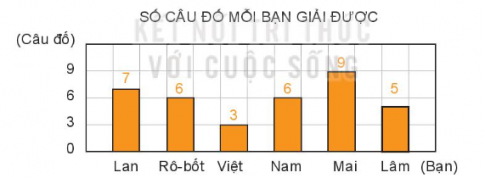 SỐ CÂU ĐỐ MỖI BẠN GIẢI ĐƯỢC
KẾT NỐI TRI THỨC
VỚI CUỘC SỐNG
(Câu đố)
9
6
3
0
7
6
3
6
9
5
Lan Rô-bốt Việt Nam Mai Lâm (Bạn)